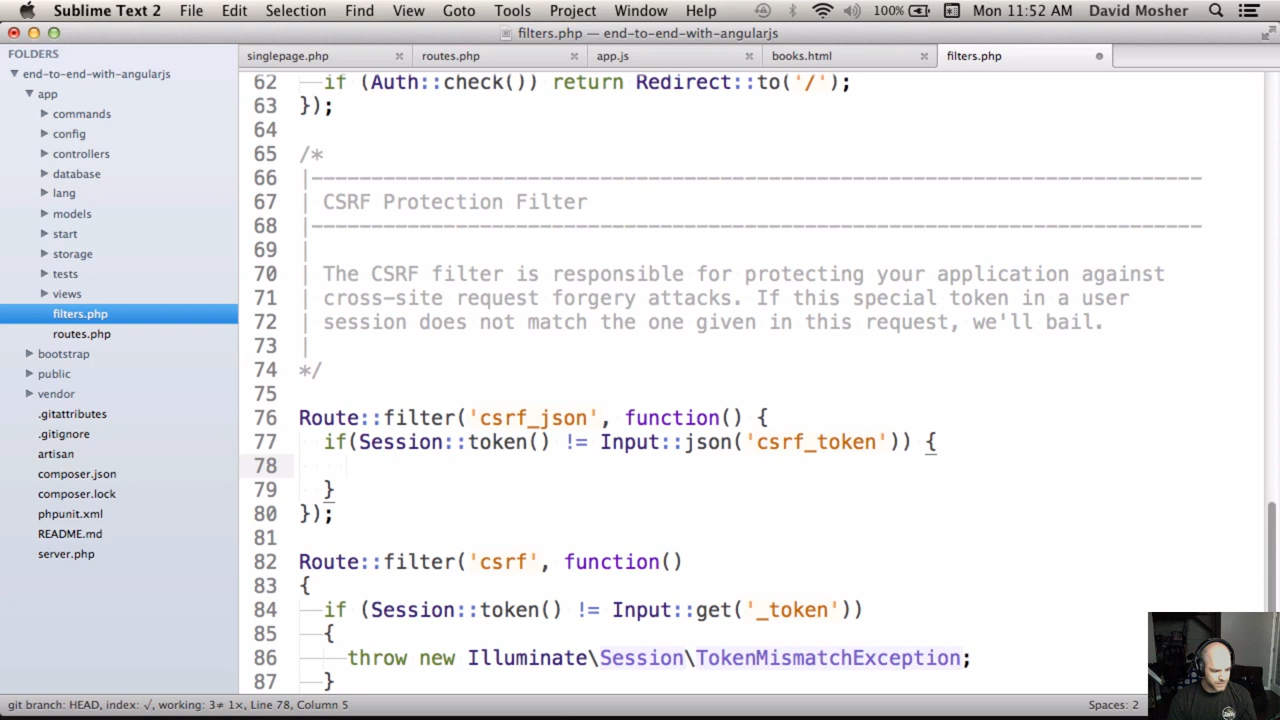 Sublime Text 2 File Edit Selection Find View Goto Tools Project Window Help 100% Mon 11:52 AM David Mosher
filters.php — end-to-end-with-angularjs
FOLDERS
end-to-end-with-angularjs
app
commands
config
controllers
database
lang
models
start
storage
tests
views
filters.php
routes.php
bootstrap
public
vendor
.gitattributes
.gitignore
artisan
composer.json
composer.lock
phpunit.xml
README.md
server.php
singlepage.php routes.php app.js books.html filters.php
62 if (Auth::check()) return Redirect::to('/');
63 });
64
65 /*
66 |--------------------------------------------------------------------------
67 | CSRF Protection Filter
68 |--------------------------------------------------------------------------
69 |
70 | The CSRF filter is responsible for protecting your application against
71 | cross-site request forgery attacks. If this special token in a user
72 | session does not match the one given in this request, we'll bail.
73 |
74 */
75
76 Route::filter('csrf_json', function() {
77 if(Session::token() != Input::json('csrf_token')) {
78
79 }
80 });
81
82 Route::filter('csrf', function()
83 {
84 if (Session::token() != Input::get('_token'))
85 {
86 throw new Illuminate\Session\TokenMismatchException;
87 }
git branch: HEAD, index: √, working: 3≠ 1×, Line 78, Column 5 Spaces: 2